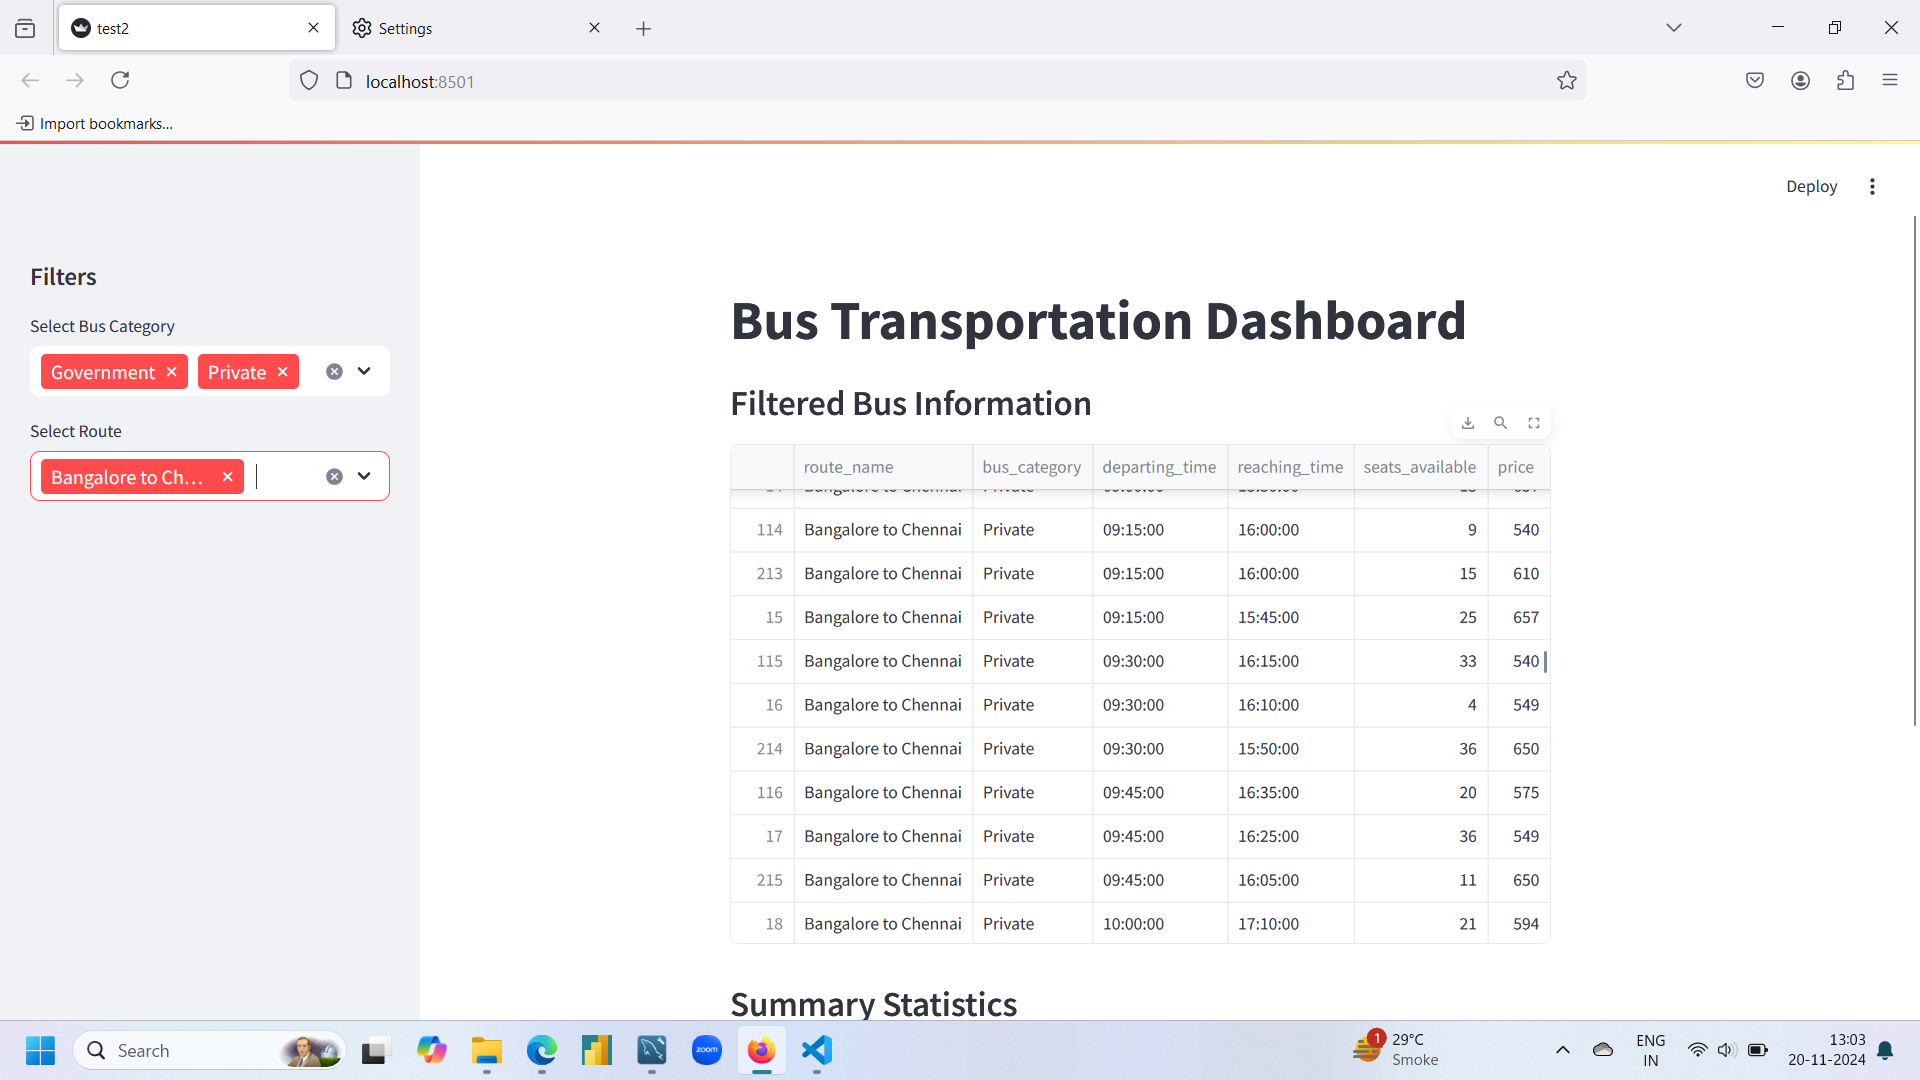 test2
Settings
localhost:8501
Import bookmarks...
Deploy
Filters
Select Bus Category
Government
Private
Select Route
Bangalore to Ch...
Bus Transportation Dashboard
Filtered Bus Information
route_name bus_category departing_time reaching_time seats_available price
114 Bangalore to Chennai Private 09:15:00 16:00:00 9 540
213 Bangalore to Chennai Private 09:15:00 16:00:00 15 610
15 Bangalore to Chennai Private 09:15:00 15:45:00 25 657
115 Bangalore to Chennai Private 09:30:00 16:15:00 33 540
16 Bangalore to Chennai Private 09:30:00 16:10:00 4 549
214 Bangalore to Chennai Private 09:30:00 15:50:00 36 650
116 Bangalore to Chennai Private 09:45:00 16:35:00 20 575
17 Bangalore to Chennai Private 09:45:00 16:25:00 36 549
215 Bangalore to Chennai Private 09:45:00 16:05:00 11 650
18 Bangalore to Chennai Private 10:00:00 17:10:00 21 594
Summary Statistics
Search
zoom
1
29°C
Smoke
ENG
IN
13:03
20-11-2024